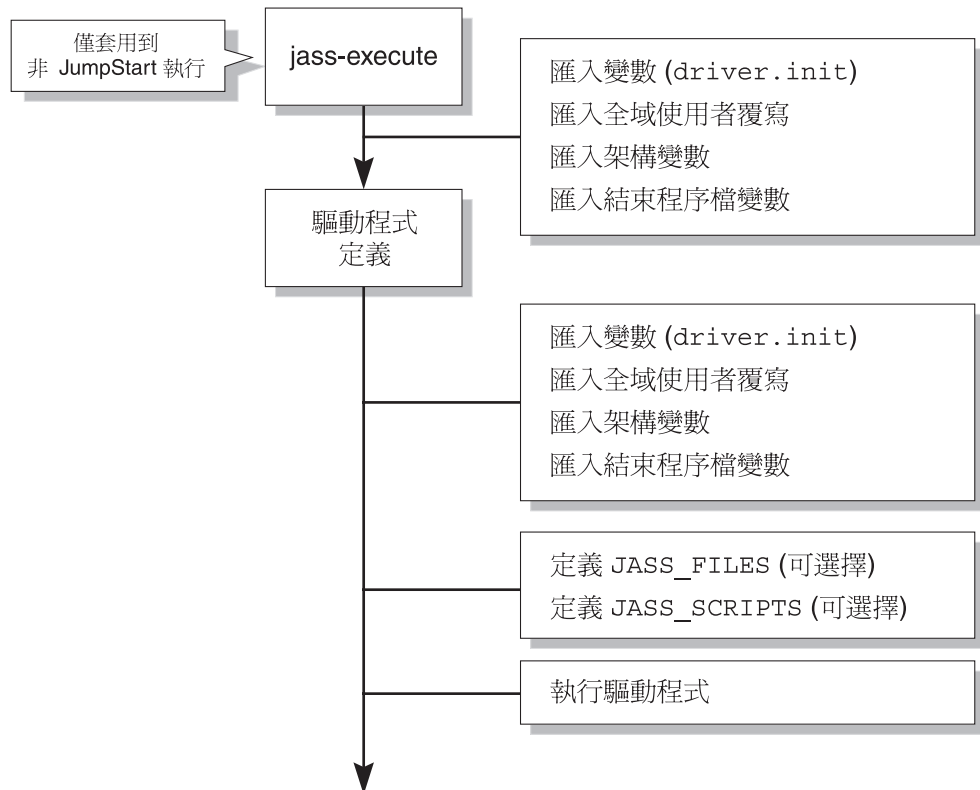 僅套用到
非 JumpStart 執行
jass-execute
匯入變數 (driver.init)
匯入全域使用者覆寫
匯入架構變數
匯入結束程序檔變數
驅動程式
定義
匯入變數 (driver.init)
匯入全域使用者覆寫
匯入架構變數
匯入結束程序檔變數
定義 JASS_FILES (可選擇)
定義 JASS_SCRIPTS (可選擇)
執行驅動程式